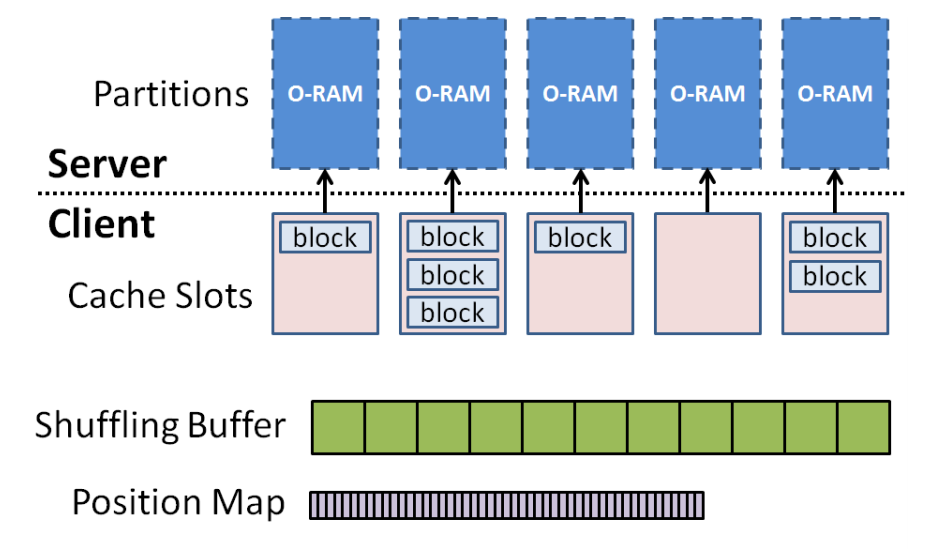 Partitions
O-RAM O-RAM O-RAM O-RAM O-RAM
Server
Client
Cache Slots
block block block block
block block
block
Shuffling Buffer
Position Map